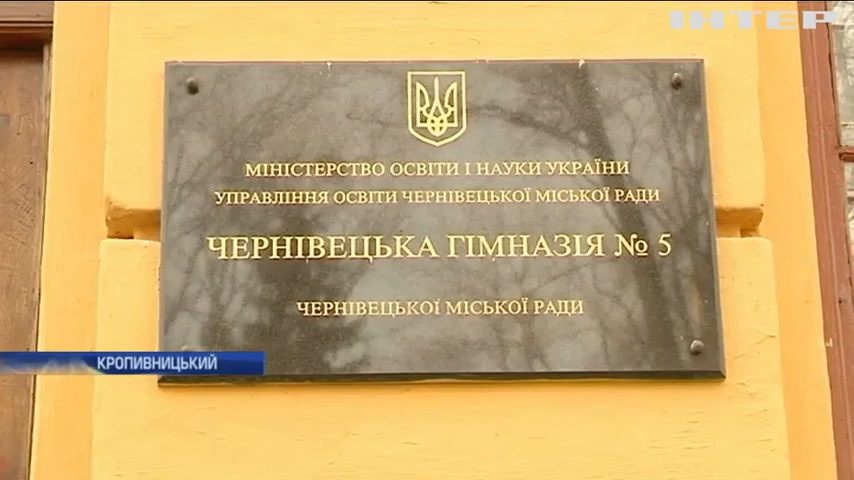 ІНТЕР
МІНІСТЕРСТВО ОСВІТИ І НАУКИ УКРАЇНИ
УПРАВЛІННЯ ОСВІТИ ЧЕРНІВЕЦЬКОЇ МІСЬКОЇ РАДИ
ЧЕРНІВЕЦЬКА ГІМНАЗІЯ № 5
ЧЕРНІВЕЦЬКОЇ МІСЬКОЇ РАДИ
КРОПИВНИЦЬКИЙ